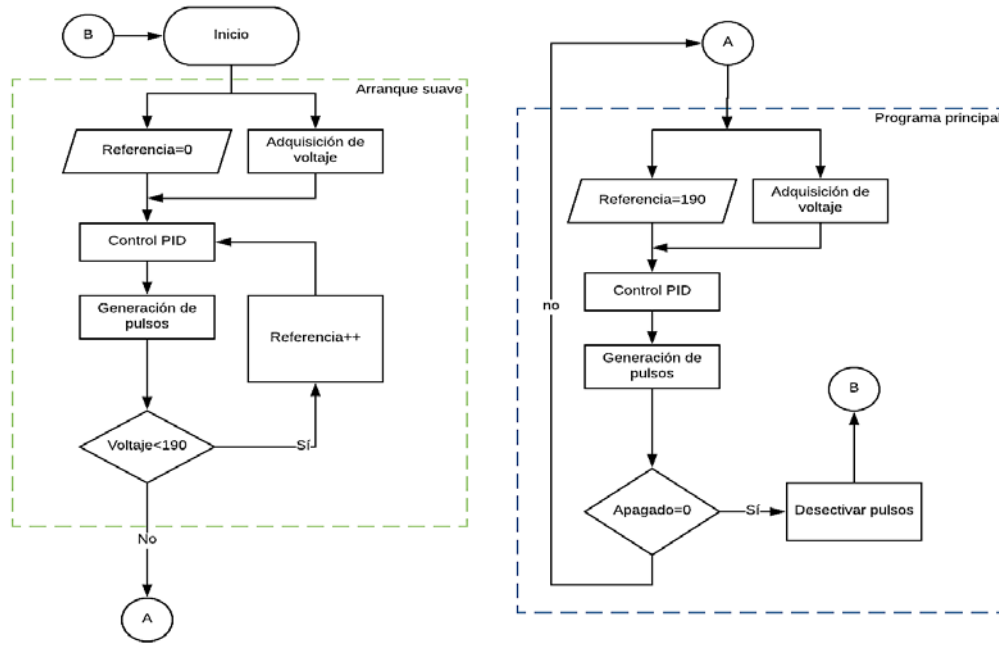 B
Inicio
Arranque suave
Referencia=0
Adquisición de
voltaje
Control PID
Generación de
pulsos
Referencia++
Voltaje<190
Sí
No
A
A
Programa principal
Referencia=190
Adquisición de
voltaje
Control PID
no
Generación de
pulsos
B
Apagado=0
Sí
Desectivar pulsos